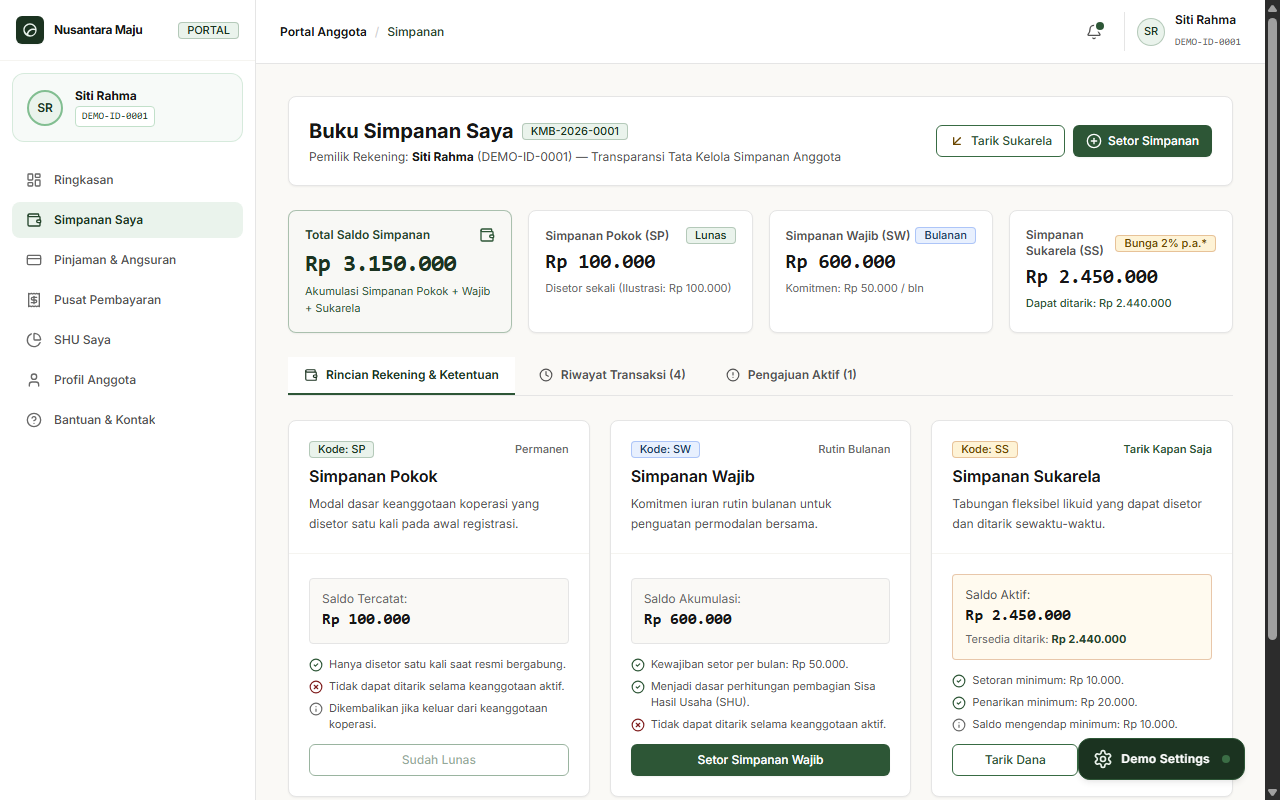 Nusantara Maju PORTAL
Siti Rahma
DEMO-ID-0001
SR
Ringkasan
Simpanan Saya
Pinjaman & Angsuran
Pusat Pembayaran
SHU Saya
Profil Anggota
Bantuan & Kontak
Portal Anggota / Simpanan
SR
Siti Rahma
DEMO-ID-0001
Buku Simpanan Saya KMB-2026-0001
Pemilik Rekening: Siti Rahma (DEMO-ID-0001) — Transparansi Tata Kelola Simpanan Anggota
Tarik Sukarela
Setor Simpanan
Total Saldo Simpanan
Rp 3.150.000
Akumulasi Simpanan Pokok + Wajib
+ Sukarela
Simpanan Pokok (SP) Lunas
Rp 100.000
Disetor sekali (Ilustrasi: Rp 100.000)
Simpanan Wajib (SW) Bulanan
Rp 600.000
Komitmen: Rp 50.000 / bln
Simpanan
Sukarela (SS)
Bunga 2% p.a.*
Rp 2.450.000
Dapat ditarik: Rp 2.440.000
Rincian Rekening & Ketentuan
Riwayat Transaksi (4)
Pengajuan Aktif (1)
Kode: SP Permanen
Simpanan Pokok
Modal dasar keanggotaan koperasi yang
disetor satu kali pada awal registrasi.
Saldo Tercatat:
Rp 100.000
Hanya disetor satu kali saat resmi bergabung.
Tidak dapat ditarik selama keanggotaan aktif.
Dikembalikan jika keluar dari keanggotaan
koperasi.
Sudah Lunas
Kode: SW Rutin Bulanan
Simpanan Wajib
Komitmen iuran rutin bulanan untuk
penguatan permodalan bersama.
Saldo Akumulasi:
Rp 600.000
Kewajiban setor per bulan: Rp 50.000.
Menjadi dasar perhitungan pembagian Sisa
Hasil Usaha (SHU).
Tidak dapat ditarik selama keanggotaan aktif.
Setor Simpanan Wajib
Kode: SS Tarik Kapan Saja
Simpanan Sukarela
Tabungan fleksibel likuid yang dapat disetor
dan ditarik sewaktu-waktu.
Saldo Aktif:
Rp 2.450.000
Tersedia ditarik: Rp 2.440.000
Setoran minimum: Rp 10.000.
Penarikan minimum: Rp 20.000.
Saldo mengendap minimum: Rp 10.000.
Tarik Dana
Demo Settings